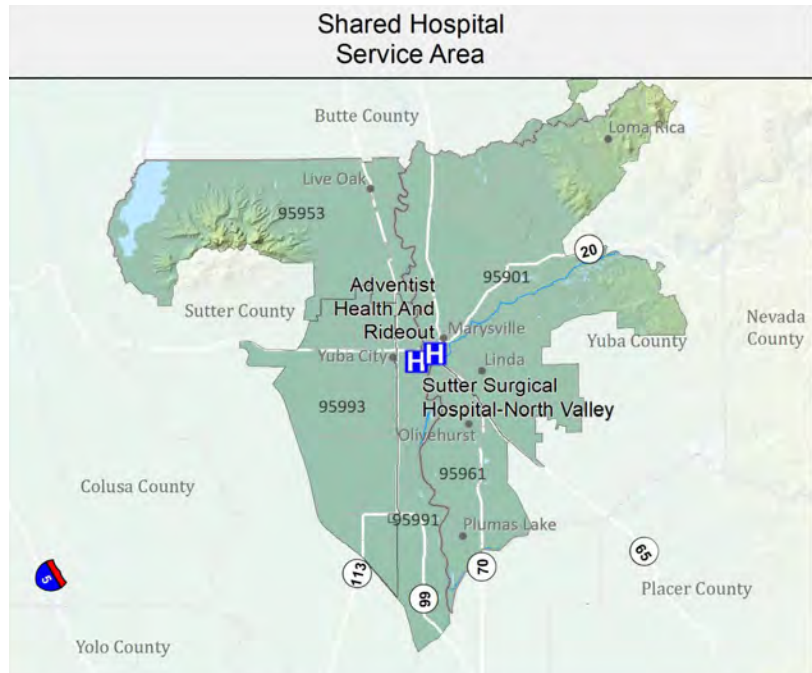 Shared Hospital
Service Area
Butte County
Loma Rica
Live Oak
95953
20
95901
Adventist
Health And
Rideout
Sutter County
Nevada
County
Marysville
Yuba County
H H
Yuba City
Linda
Sutter Surgical
Hospital-North Valley
95993
Olivehurst
95961
Colusa County
95991
Plumas Lake
65
5
113
70
99
Placer County
Yolo County